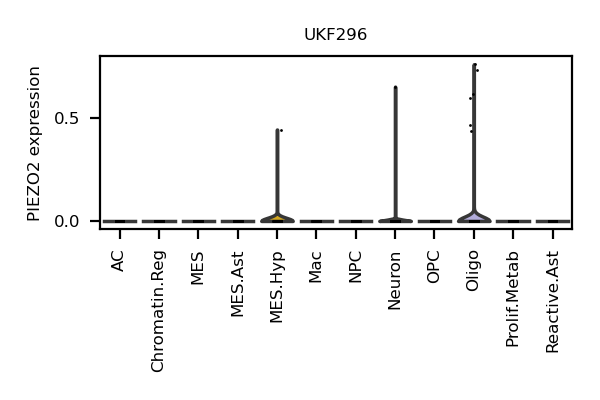 UKF296
PIEZO2 expression
0.5
0.0
AC
Chromatin.Reg
MES
MES.Ast
MES.Hyp
Mac
NPC
Neuron
OPC
Oligo
Prolif.Metab
Reactive.Ast